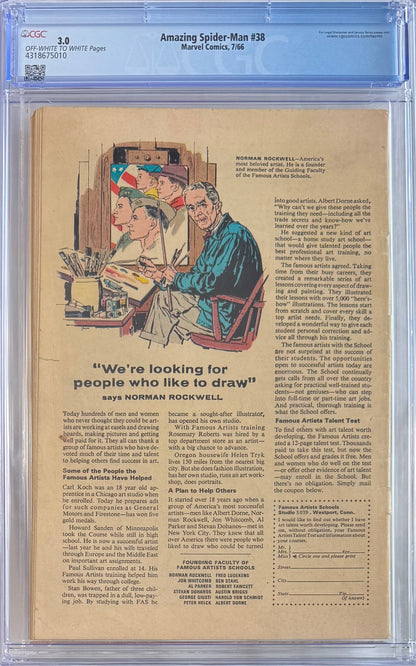 CGC
3.0
OFF-WHITE TO WHITE Pages
4318675010
Amazing Spider-Man #38
Marvel Comics, 7/66
www.cgccomics.com/terms
NORMAN ROCKWELL—America's
most beloved artist. He is a founder
and member of the Guiding Faculty
of the Famous Artists Schools.
"We're looking for
people who like to draw"
says NORMAN ROCKWELL
Today hundreds of men and women
who never thought they could be art-
ists are working at easels and drawing
boards, making pictures and getting
well paid for it. They all can thank a
group of famous artists who have de-
voted much of their time and talent
to helping others find success in art.
Some of the People the
Famous Artists Have Helped
Carl Koch was an 18 year old ap-
prentice in a Chicago art studio when
he enrolled. Today he prepares ads
for such companies as General
Motors and Firestone—has won five
gold medals.
Howard Sanden of Minneapolis
took the Course while still in high
school. He is now a successful artist
—last year he and his wife traveled
through Europe and the Middle East
on important art assignments.
Paul Sullivan enrolled at 14. His
Famous Artists training helped him
work his way through college.
Stan Bowen, father of three chil-
dren, was trapped in a dull, low-pay-
ing job. By studying with FAS he
became a sought-after illustrator,
has opened his own studio.
With Famous Artists training
Rosemary Roberts was hired by a
top department store as an artist—
with a big chance to advance.
Oregon housewife Helen Tryk
lives 130 miles from the nearest big
city. But she does fashion illustration,
has her own studio, runs an art work-
shop, does portraits.
A Plan to Help Others
It started over 18 years ago when a
group of America's most successful
artists—men like Albert Dorne, Nor-
man Rockwell, Jon Whitcomb, Al
Parker and Stevan Dohanos—met in
New York City. They knew that all
over America there were people who
liked to draw who could be turned
FOUNDING FACULTY OF
FAMOUS ARTISTS SCHOOLS
NORMAN ROCKWELL FRED LUDEKENS
JON WHITCOMB BEN STAHL
AL PARKER ROBERT FAWCETT
STEVAN DOHANOS AUSTIN BRIGGS
GEORGE GIUSTI HAROLD VON SCHMIDT
PETER HELCK ALBERT DORNE
into good artists. Albert Dorne asked,
"Why can't we give these people the
training they need—including all the
trade secrets and know-how we've
learned over the years?"
He suggested a new kind of art
school—a home study art school—
that would give talented people the
best professional art training, no
matter where they live.
The famous artists agreed. Taking
time from their busy careers, they
created a remarkable series of art
lessons covering every aspect of draw-
ing and painting. They illustrated
their lessons with over 5,000 "here's-
how" illustrations. The lessons start
from scratch and cover every skill a
top artist needs. Finally, they de-
veloped a wonderful way to give each
student personal correction and ad-
vice all through his training.
The famous artists with the School
are not surprised at the success of
their students. The opportunities
open to successful artists today are
enormous. The School continually
gets calls from all over the country
asking for practical well-trained stu-
dents—not geniuses—who can step
into full-time or part-time art jobs.
And practical, thorough training is
what the School offers.
Famous Artists Talent Test
To find others with art talent worth
developing, the Famous Artists cre-
ated a 12-page talent test. Thousands
paid to take this test, but now the
School offers and grades it free. Men
and women who do well on the test
—or offer other evidence of art talent
—may enroll in the School. But
there's no obligation. Simply mail
the coupon below.
Famous Artists Schools
Studio 5079, Westport, Conn.
I would like to find out whether I have
art talent worth developing. Please send
me, without obligation, your Famous
Artists Talent Test and information about
your courses.
Mr.
Mrs. Age
Miss Circle one and please print
Street
City
State Zip